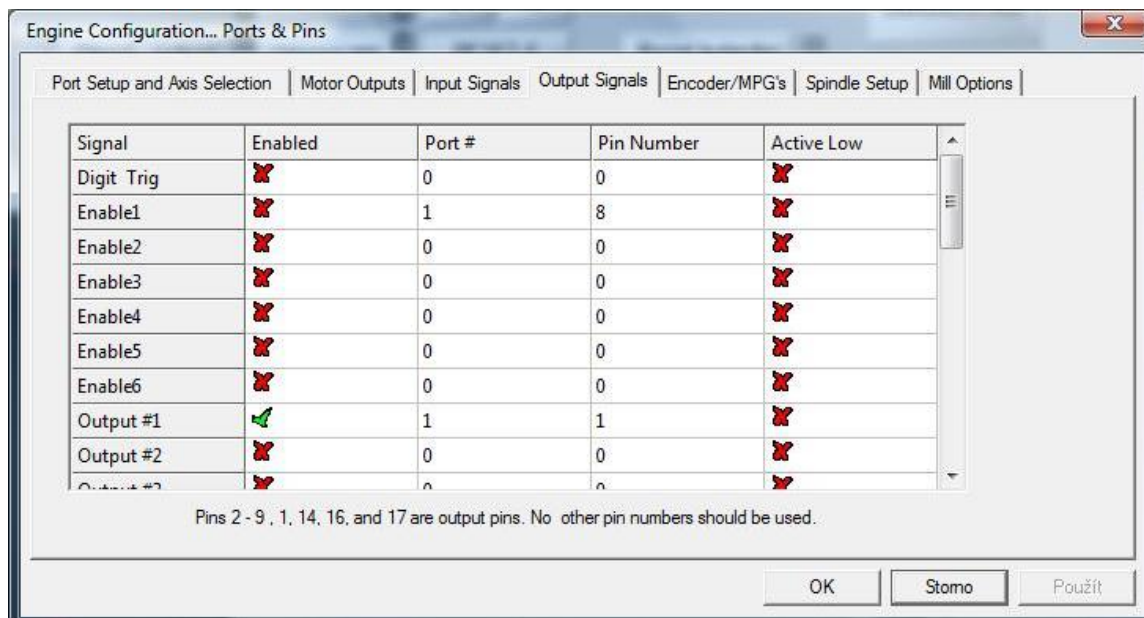 Engine Configuration... Ports & Pins
Port Setup and Axis Selection Motor Outputs Input Signals Output Signals Encoder/MPG's Spindle Setup Mill Options
Signal Enabled Port # Pin Number Active Low
Digit Trig 0 0
Enable1 1 8
Enable2 0 0
Enable3 0 0
Enable4 0 0
Enable5 0 0
Enable6 0 0
Output #1 1 1
Output #2 0 0
Pins 2 - 9 , 1, 14, 16, and 17 are output pins. No other pin numbers should be used.
OK Storno Použít